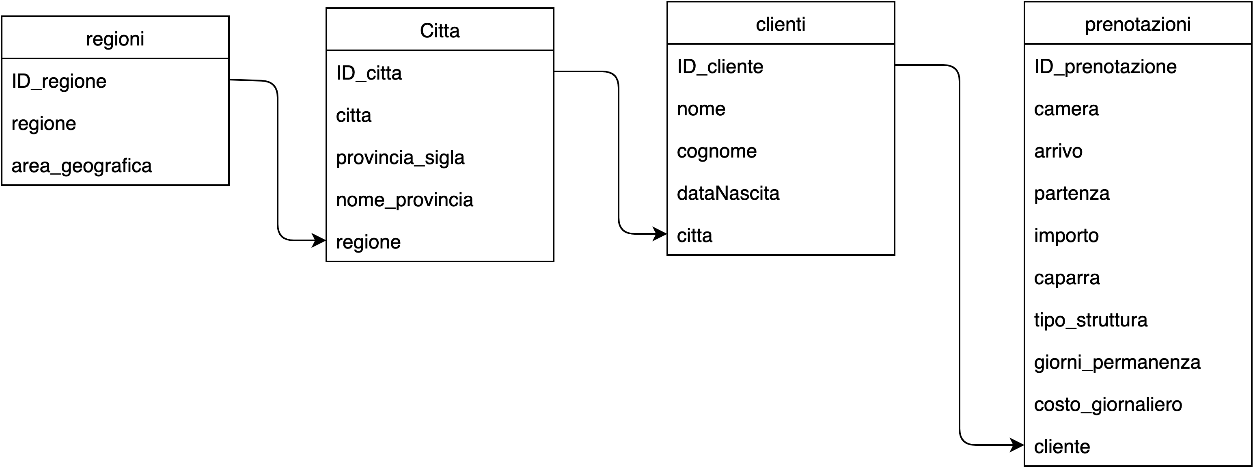 regioni
ID_regione
regione
area_geografica
Citta
ID_citta
citta
provincia_sigla
nome_provincia
regione
clienti
ID_cliente
nome
cognome
dataNascita
citta
prenotazioni
ID_prenotazione
camera
arrivo
partenza
importo
caparra
tipo_struttura
giorni_permanenza
costo_giornaliero
cliente